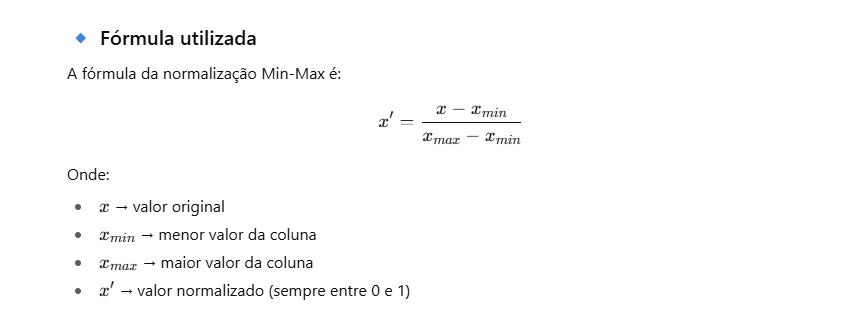 Fórmula utilizada
A fórmula da normalização Min-Max é:
x′ = (x − x_min) / (x_max − x_min)
Onde:
• x → valor original
• x_min → menor valor da coluna
• x_max → maior valor da coluna
• x′ → valor normalizado (sempre entre 0 e 1)